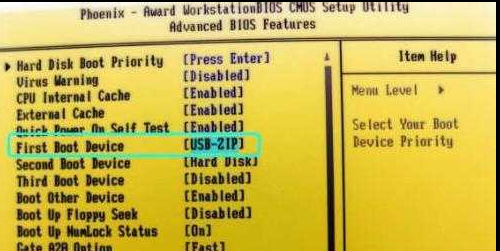 Phoenix - Award WorkstationBIOS CMOS Setup Utility
Advanced BIOS Features
Hard Disk Boot Priority [Press Enter]
Virus Warning [Disabled]
CPU Internal Cache [Enabled]
External Cache [Enabled]
Quick Power On Self Test [Enabled]
First Boot Device [USB-ZIP]
Second Boot Device [Hard Disk]
Third Boot Device [Disabled]
Boot Other Device [Enabled]
Boot Up Floppy Seek [Disabled]
Boot Up NumLock Status [On]
Gate A20 Option [Fast]
Item Help
Menu Level
Select Your Boot
Device Priority